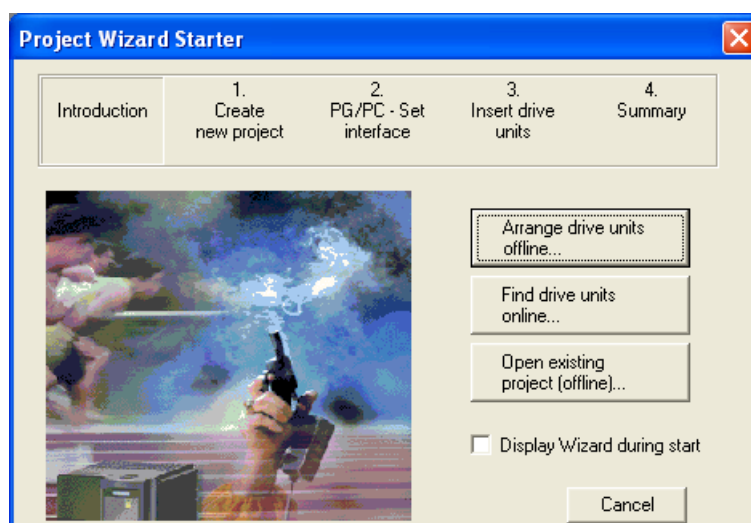 Project Wizard Starter
Introduction
1.
Create
new project
2.
PG/PC - Set
interface
3.
Insert drive
units
4.
Summary
Arrange drive units
offline...
Find drive units
online...
Open existing
project (offline)...
Display Wizard during start
Cancel